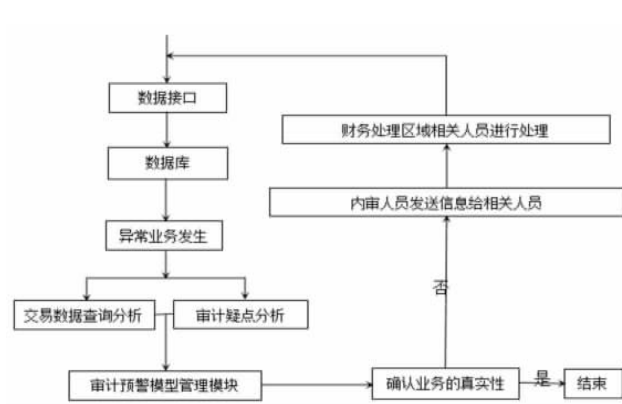 数据接口
财务处理区域相关人员进行处理
数据库
内审人员发送信息给相关人员
异常业务发生
否
交易数据查询分析
审计疑点分析
审计预警模型管理模块
确认业务的真实性
是
结束